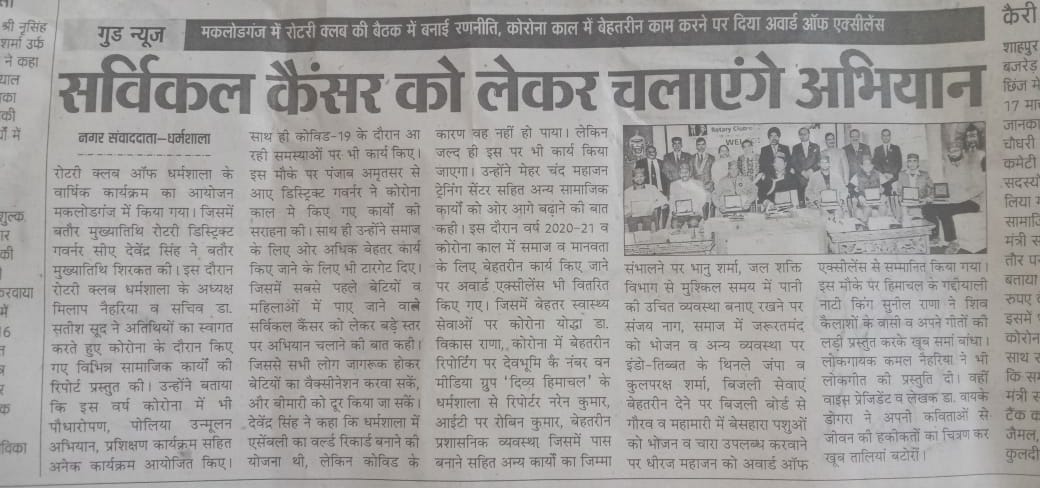 श्री नृसिंह
शर्मा उर्फ
ने कहा
याल
का
की
में
शुल्क
की
करवाया
में
16
गुड न्यूज
मकलोडगंज में रोटरी क्लब की बैठक में बनाई रणनीति, कोरोना काल में बेहतरीन काम करने पर दिया अवार्ड ऑफ एक्सीलेंस
सर्विकल कैंसर को लेकर चलाएंगे अभियान
नगर संवाददाता—धर्मशाला
रोटरी क्लब ऑफ धर्मशाला के
वार्षिक कार्यक्रम का आयोजन
मकलोडगंज में किया गया। जिसमें
बतौर मुख्यातिथि रोटरी डिस्ट्रिक्ट
गवर्नर सीए देवेंद्र सिंह ने बतौर
मुख्यातिथि शिरकत की। इस दौरान
रोटरी क्लब धर्मशाला के अध्यक्ष
मिलाप नैहरिया व सचिव डा.
सतीश सूद ने अतिथियों का स्वागत
करते हुए कोरोना के दौरान किए
गए विभिन्न सामाजिक कार्यों की
रिपोर्ट प्रस्तुत की। उन्होंने बताया
कि इस वर्ष कोरोना में भी
पौधारोपण, पोलिया उन्मूलन
अभियान, प्रशिक्षण कार्यक्रम सहित
अनेक कार्यक्रम आयोजित किए।
साथ ही कोविड-19 के दौरान आ
रही समस्याओं पर भी कार्य किए।
इस मौके पर पंजाब अमृतसर से
आए डिस्ट्रिक्ट गवर्नर ने कोरोना
काल में किए गए कार्यों को
सराहना की। साथ ही उन्होंने समाज
के लिए ओर अधिक बेहतर कार्य
किए जाने के लिए भी टारगेट दिए।
जिसमें सबसे पहले बेटियों व
महिलाओं में पाए जाने वाले
सर्विकल कैंसर को लेकर बड़े स्तर
पर अभियान चलाने की बात कही।
जिससे सभी लोग जागरूक होकर
बेटियों का वैक्सीनेशन करवा सकें,
और बीमारी को दूर किया जा सकें।
देवेंद्र सिंह ने कहा कि धर्मशाला में
एसेंबली का वर्ल्ड रिकार्ड बनाने की
योजना थी, लेकिन कोविड के
कारण वह नहीं हो पाया। लेकिन
जल्द ही इस पर भी कार्य किया
जाएगा। उन्होंने मेहर चंद महाजन
ट्रेनिंग सेंटर सहित अन्य सामाजिक
कार्यों को ओर आगे बढ़ाने की बात
कही। इस दौरान वर्ष 2020-21 व
कोरोना काल में समाज व मानवता
के लिए बेहतरीन कार्य किए जाने
पर अवार्ड एक्सीलेंस भी वितरित
किए गए। जिसमें बेहतर स्वास्थ्य
सेवाओं पर कोरोना योद्धा डा.
विकास राणा, कोरोना में बेहतरीन
रिपोर्टिंग पर देवभूमि के नंबर वन
मीडिया ग्रुप 'दिव्य हिमाचल' के
धर्मशाला से रिपोर्टर नरेन कुमार,
आईटी पर रोबिन कुमार, बेहतरीन
प्रशासनिक व्यवस्था जिसमें पास
बनाने सहित अन्य कार्यों का जिम्मा
Rotary Club
WEL
संभालने पर भानु शर्मा, जल शक्ति
विभाग से मुश्किल समय में पानी
की उचित व्यवस्था बनाए रखने पर
संजय नाग, समाज में जरूरतमंद
को भोजन व अन्य व्यवस्था पर
इंडो-तिब्बत के थिनले जंपा व
कुलपरक्ष शर्मा, बिजली सेवाएं
बेहतरीन देने पर बिजली बोर्ड से
गौरव व महामारी में बेसहारा पशुओं
को भोजन व चारा उपलब्ध करवाने
पर धीरज महाजन को अवार्ड ऑफ
एक्सीलेंस से सम्मानित किया गया।
इस मौके पर हिमाचल के गद्दीयाली
नाटी किंग सुनील राणा ने शिव
कैलाशों के वासी व अपने गीतों की
लड़ी प्रस्तुत करके खूब समां बांधा।
लोकगायक कमल नैहरिया ने भी
लोकगीत की प्रस्तुति दी। वहीं
वाईस प्रेजिडेंट व लेखक डा. वायके
डोगरा ने अपनी कविताओं से
जीवन की हकीकतों का चित्रण कर
खूब तालियां बटोरीं।
कैरी
शाहपुर
बजरेड़
छिंज मे
17 मार्च
जानका
चौधरी
कमेटी
सदस्यों
लिया
सामाजि
मंत्री स
तौर प
बताया
रुपए
इसमें
कोरोन
साथ
कि सम
मंत्री स
टैंक क
जैमल,
कुलदी